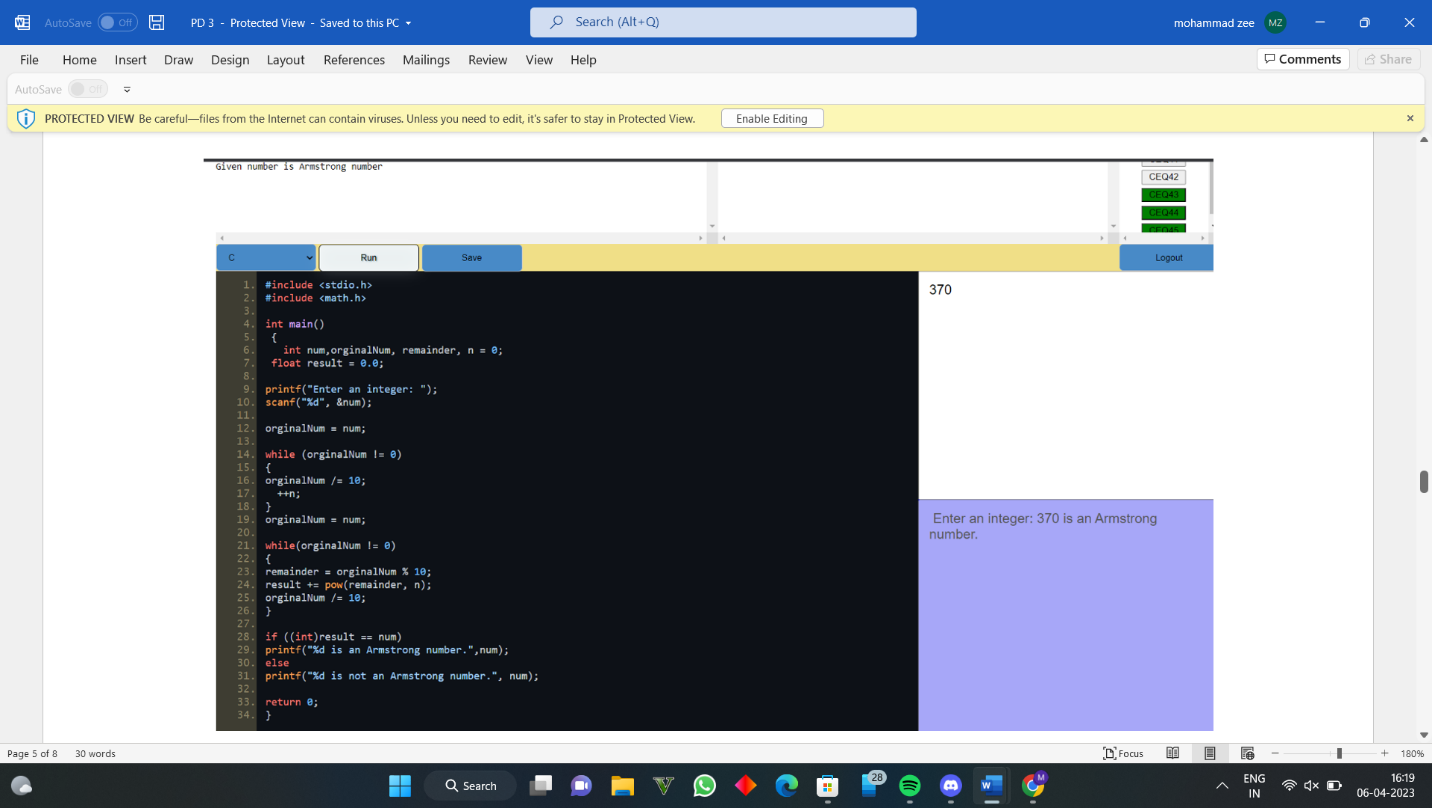 AutoSave Off PD 3 - Protected View - Saved to this PC Search (Alt+Q) mohammad zee MZ
File Home Insert Draw Design Layout References Mailings Review View Help Comments Share
AutoSave Off
PROTECTED VIEW Be careful—files from the Internet can contain viruses. Unless you need to edit, it's safer to stay in Protected View. Enable Editing
Given number is Armstrong number
CEQ42
CEQ43
CEQ44
CEQ45
C Run Save Logout
370
1. #include <stdio.h>
2. #include <math.h>
3.
4. int main()
5. {
6. int num,orginalNum, remainder, n = 0;
7. float result = 0.0;
8.
9. printf("Enter an integer: ");
10. scanf("%d", &num);
11.
12. orginalNum = num;
13.
14. while (orginalNum != 0)
15. {
16. orginalNum /= 10;
17. ++n;
18. }
19. orginalNum = num;
20.
21. while(orginalNum != 0)
22. {
23. remainder = orginalNum % 10;
24. result += pow(remainder, n);
25. orginalNum /= 10;
26. }
27.
28. if ((int)result == num)
29. printf("%d is an Armstrong number.",num);
30. else
31. printf("%d is not an Armstrong number.", num);
32.
33. return 0;
34. }
Enter an integer: 370 is an Armstrong
number.
Page 5 of 8 30 words Focus 180%
Search 28 M ENG 16:19
IN 06-04-2023